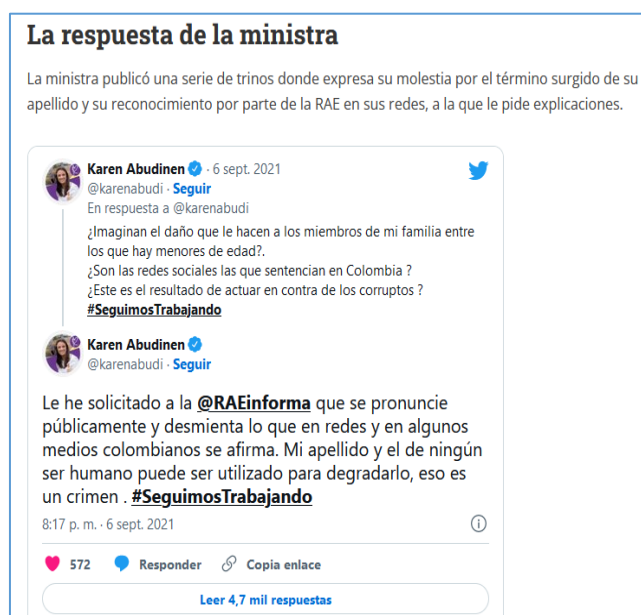 La respuesta de la ministra
La ministra publicó una serie de trinos donde expresa su molestia por el término surgido de su
apellido y su reconocimiento por parte de la RAE en sus redes, a la que le pide explicaciones.
Karen Abudinen · 6 sept. 2021
@karenabudi · Seguir
En respuesta a @karenabudi
¿Imaginan el daño que le hacen a los miembros de mi familia entre
los que hay menores de edad?.
¿Son las redes sociales las que sentencian en Colombia ?
¿Este es el resultado de actuar en contra de los corruptos ?
#SeguimosTrabajando
Karen Abudinen
@karenabudi · Seguir
Le he solicitado a la @RAEinforma que se pronuncie
públicamente y desmienta lo que en redes y en algunos
medios colombianos se afirma. Mi apellido y el de ningún
ser humano puede ser utilizado para degradarlo, eso es
un crimen . #SeguimosTrabajando
8:17 p. m. · 6 sept. 2021
572 Responder Copia enlace
Leer 4,7 mil respuestas